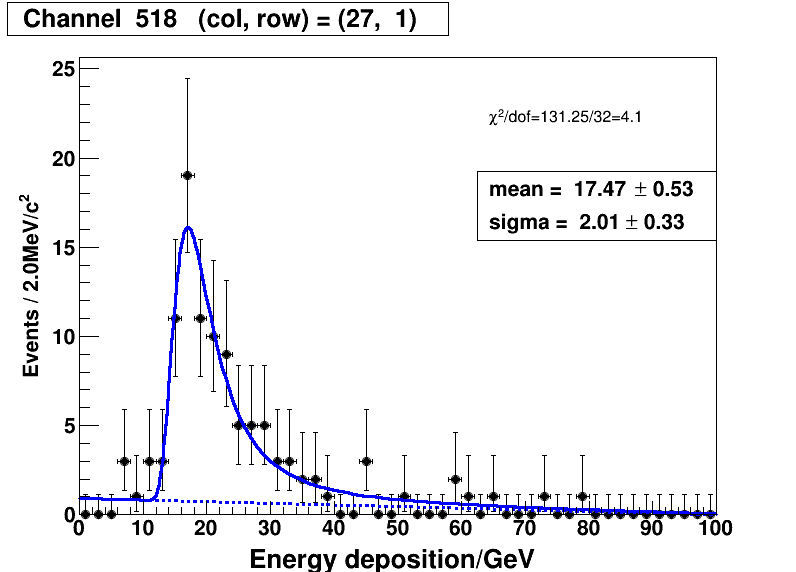 Channel 518 (col, row) = (27, 1)
χ²/dof=131.25/32=4.1
mean = 17.47 ± 0.53
sigma = 2.01 ± 0.33
Events / 2.0MeV/c²
25
20
15
10
5
0
0 10 20 30 40 50 60 70 80 90 100
Energy deposition/GeV